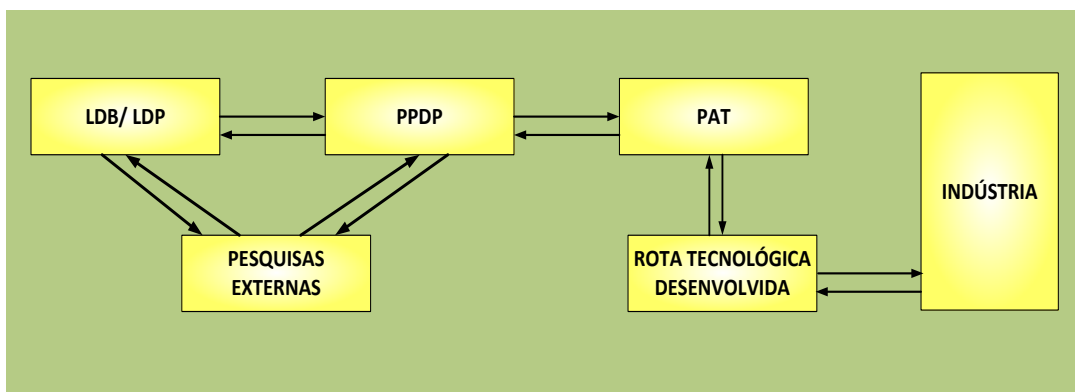 LDB/ LDP
PPDP
PAT
INDÚSTRIA
PESQUISAS
EXTERNAS
ROTA TECNOLÓGICA
DESENVOLVIDA